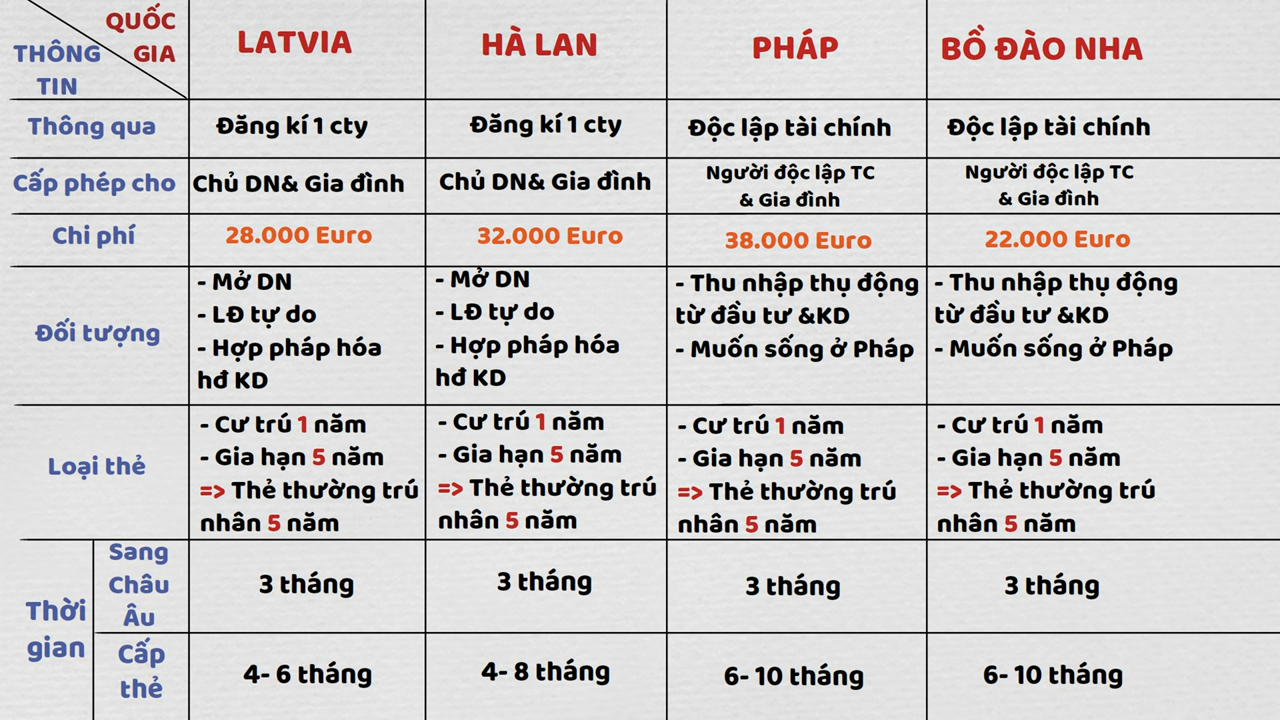 QUỐC
GIA
THÔNG
TIN
LATVIA
HÀ LAN
PHÁP
BỒ ĐÀO NHA
Thông qua
Đăng kí 1 cty
Đăng kí 1 cty
Độc lập tài chính
Độc lập tài chính
Cấp phép cho
Chủ DN& Gia đình
Chủ DN& Gia đình
Người độc lập TC
& Gia đình
Người độc lập TC
& Gia đình
Chi phí
28.000 Euro
32.000 Euro
38.000 Euro
22.000 Euro
Đối tượng
- Mở DN
- LĐ tự do
- Hợp pháp hóa
hđ KD
- Mở DN
- LĐ tự do
- Hợp pháp hóa
hđ KD
- Thu nhập thụ động
từ đầu tư &KD
- Muốn sống ở Pháp
- Thu nhập thụ động
từ đầu tư &KD
- Muốn sống ở Pháp
Loại thẻ
- Cư trú 1 năm
- Gia hạn 5 năm
=> Thẻ thường trú
nhân 5 năm
- Cư trú 1 năm
- Gia hạn 5 năm
=> Thẻ thường trú
nhân 5 năm
- Cư trú 1 năm
- Gia hạn 5 năm
=> Thẻ thường trú
nhân 5 năm
- Cư trú 1 năm
- Gia hạn 5 năm
=> Thẻ thường trú
nhân 5 năm
Thời
gian
Sang
Châu
Âu
3 tháng
3 tháng
3 tháng
3 tháng
Cấp
thẻ
4- 6 tháng
4- 8 tháng
6- 10 tháng
6- 10 tháng